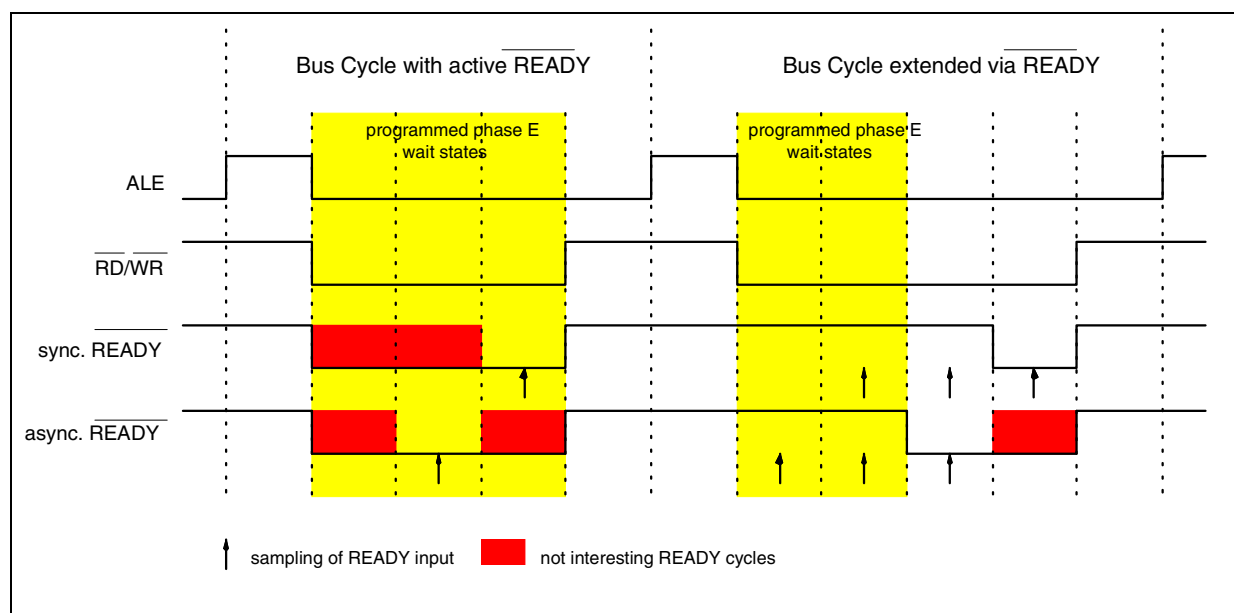 Bus Cycle with active READY
Bus Cycle extended via READY
programmed phase E
wait states
programmed phase E
wait states
ALE
RD/WR
sync. READY
async. READY
sampling of READY input
not interesting READY cycles